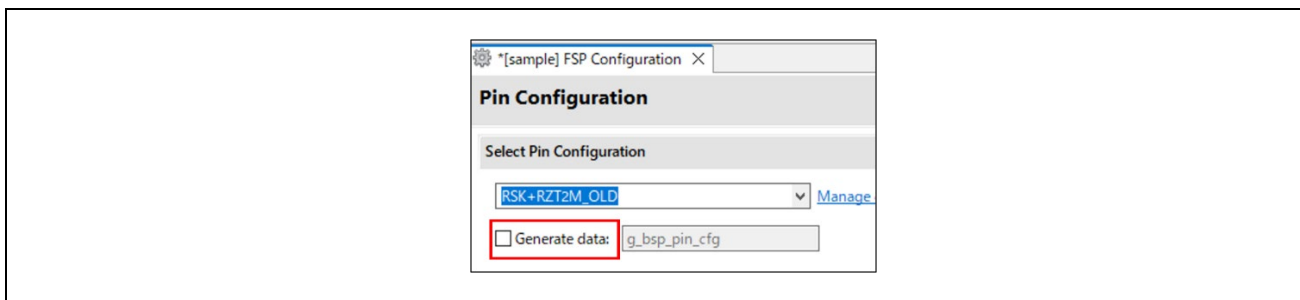 *[sample] FSP Configuration
Pin Configuration
Select Pin Configuration
RSK+RZT2M_OLD Manage
Generate data: g_bsp_pin_cfg